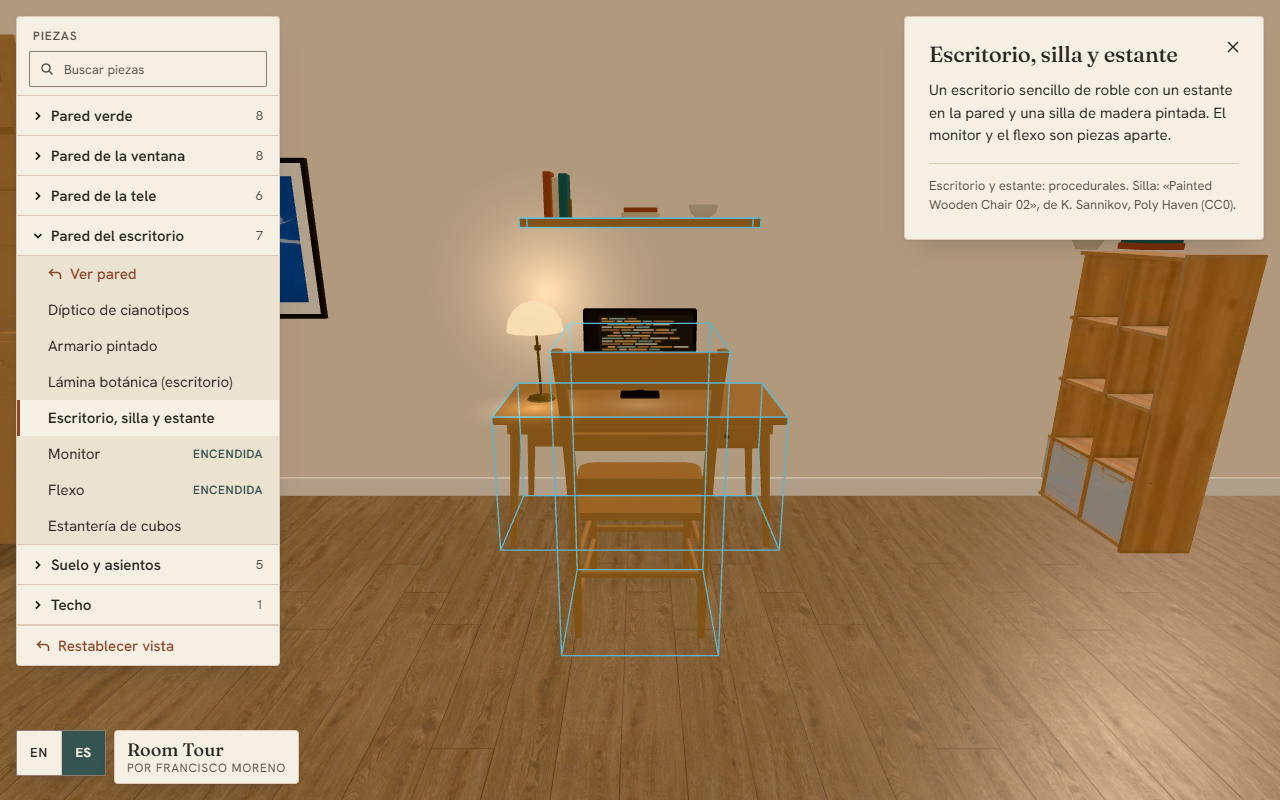 PIEZAS
Buscar piezas
Pared verde 8
Pared de la ventana 8
Pared de la tele 6
Pared del escritorio 7
Ver pared
Díptico de cianotipos
Armario pintado
Lámina botánica (escritorio)
Escritorio, silla y estante
Monitor ENCENDIDA
Flexo ENCENDIDA
Estantería de cubos
Suelo y asientos 5
Techo 1
Restablecer vista
EN ES
Room Tour
POR FRANCISCO MORENO
Escritorio, silla y estante
Un escritorio sencillo de roble con un estante
en la pared y una silla de madera pintada. El
monitor y el flexo son piezas aparte.
Escritorio y estante: procedurales. Silla: «Painted
Wooden Chair 02», de K. Sannikov, Poly Haven (CC0).